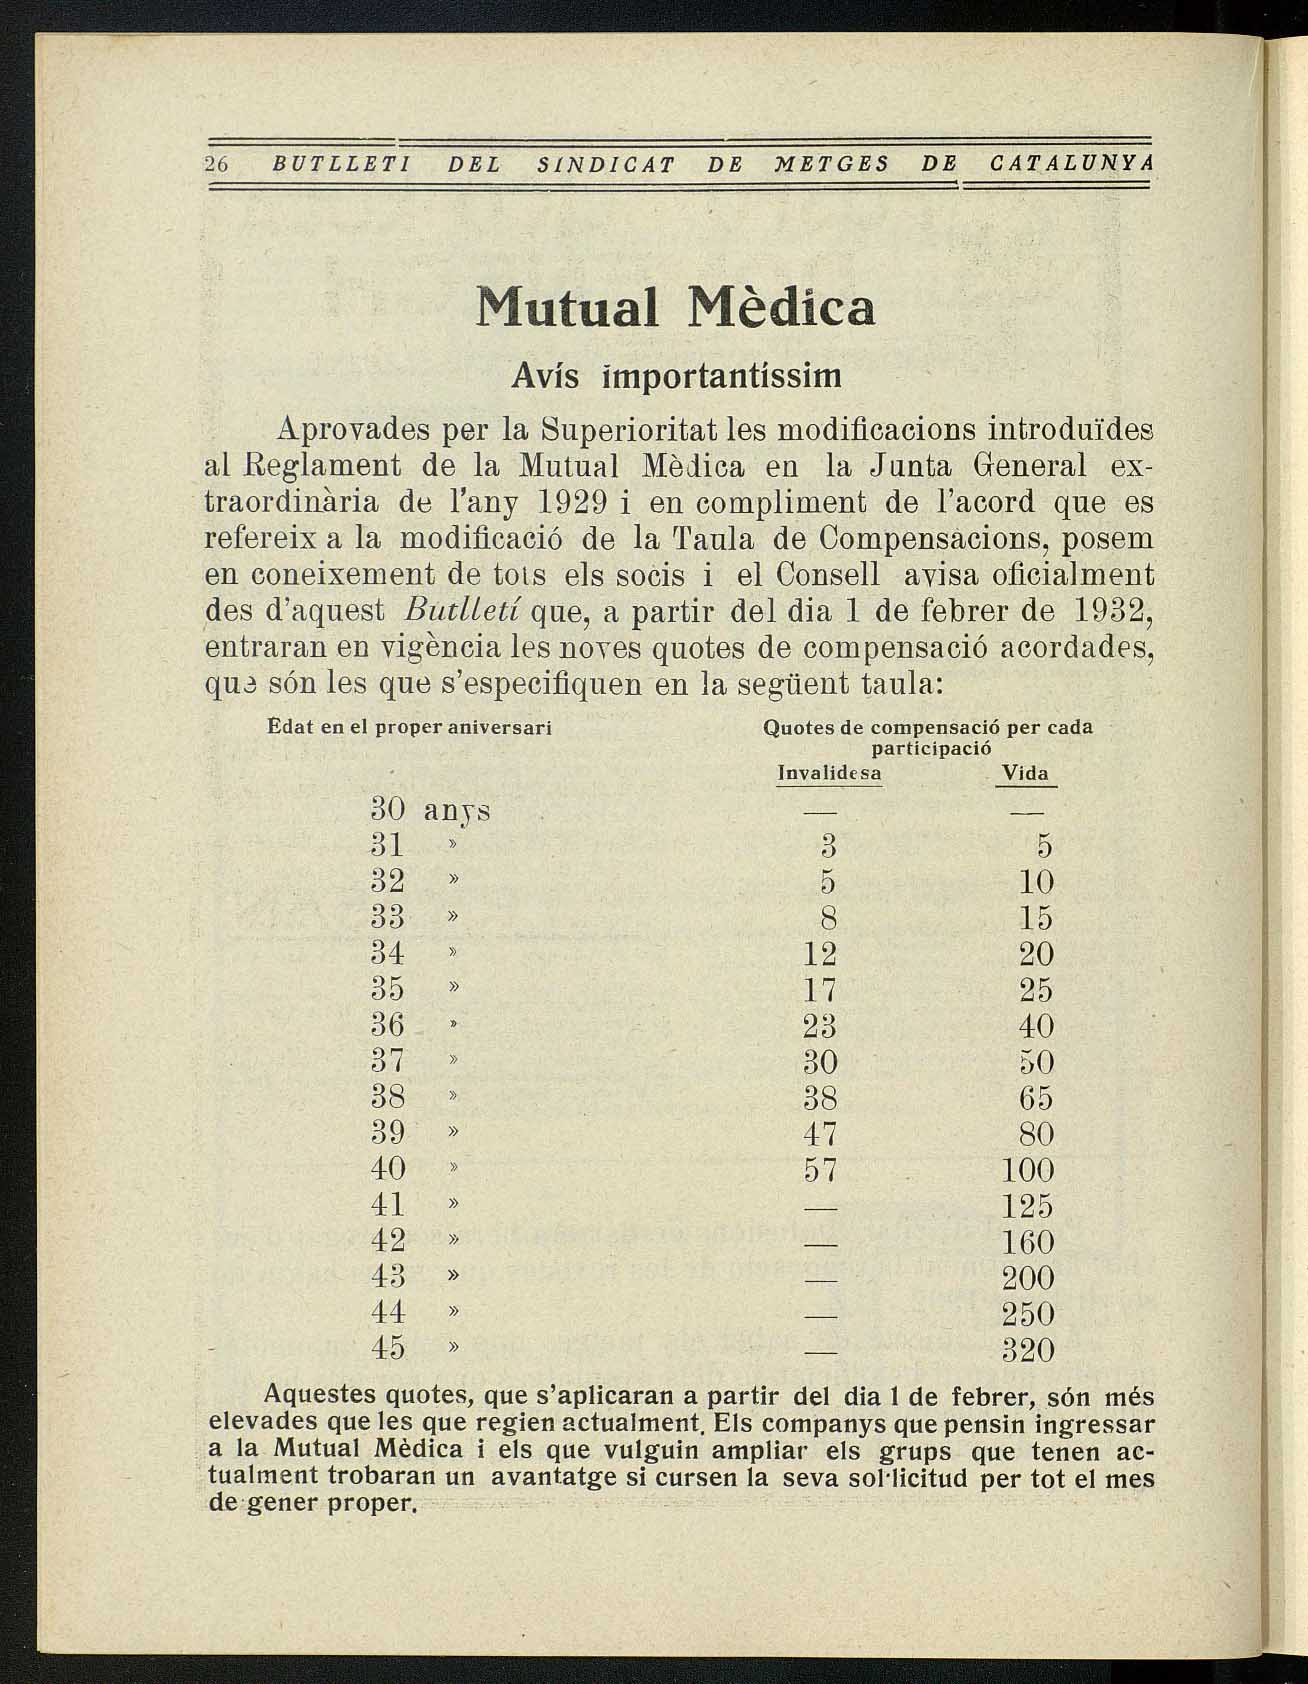 26 BUTLLETI DEL SINDICAT DE METGES DE CATALUNYA
Mutual Mèdica
Avís importantíssim
Aprovades per la Superioritat les modificacions introduïdes
al Reglament de la Mutual Mèdica en la Junta General ex-
traordinària de l'any 1929 i en compliment de l'acord que es
refereix a la modificació de la Taula de Compensacions, posem
en coneixement de tots els socis i el Consell avisa oficialment
des d'aquest Butlletí que, a partir del dia 1 de febrer de 1932,
entraran en vigència les noves quotes de compensació acordades,
que són les que s'especifiquen en la següent taula:
Edat en el proper aniversari Quotes de compensació per cada
participació
Invalidesa Vida
30 anys — —
31 » 3 5
32 » 5 10
33 » 8 15
34 » 12 20
35 » 17 25
36 » 23 40
37 » 30 50
38 » 38 65
39 » 47 80
40 » 57 100
41 » — 125
42 » — 160
43 » — 200
44 » — 250
45 » — 320
Aquestes quotes, que s'aplicaran a partir del dia 1 de febrer, són més
elevades que les que regien actualment. Els companys que pensin ingressar
a la Mutual Mèdica i els que vulguin ampliar els grups que tenen ac-
tualment trobaran un avantatge si cursen la seva sol·licitud per tot el mes
de gener proper.